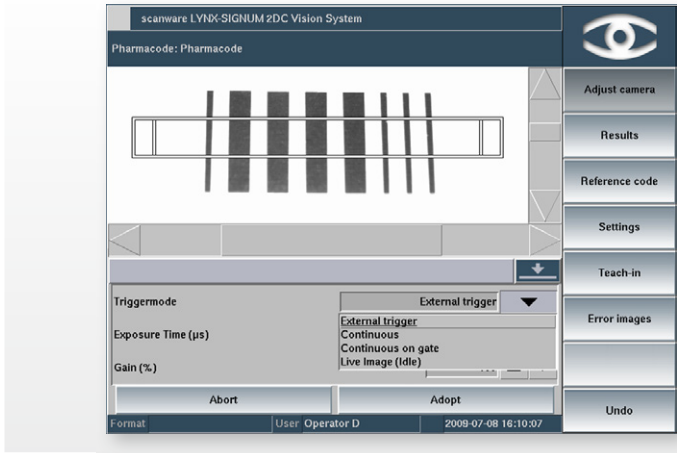 scanware LYNX-SIGNUM 2DC Vision System
Pharmacode: Pharmacode
Adjust camera
Results
Reference code
Settings
Teach-in
Error images
Undo
Triggermode
External trigger
External trigger
Continuous
Continuous on gate
Live Image (Idle)
Exposure Time (µs)
Gain (%)
Abort
Adopt
Format
User Operator D
2009-07-08 16:10:07